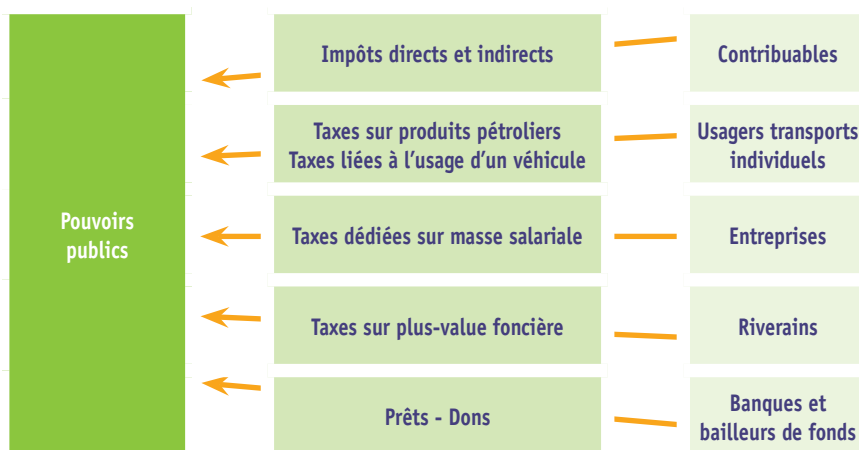 Pouvoirs
publics
Impôts directs et indirects
Contribuables
Taxes sur produits pétroliers
Taxes liées à l'usage d'un véhicule
Usagers transports
individuels
Taxes dédiées sur masse salariale
Entreprises
Taxes sur plus-value foncière
Riverains
Prêts - Dons
Banques et
bailleurs de fonds